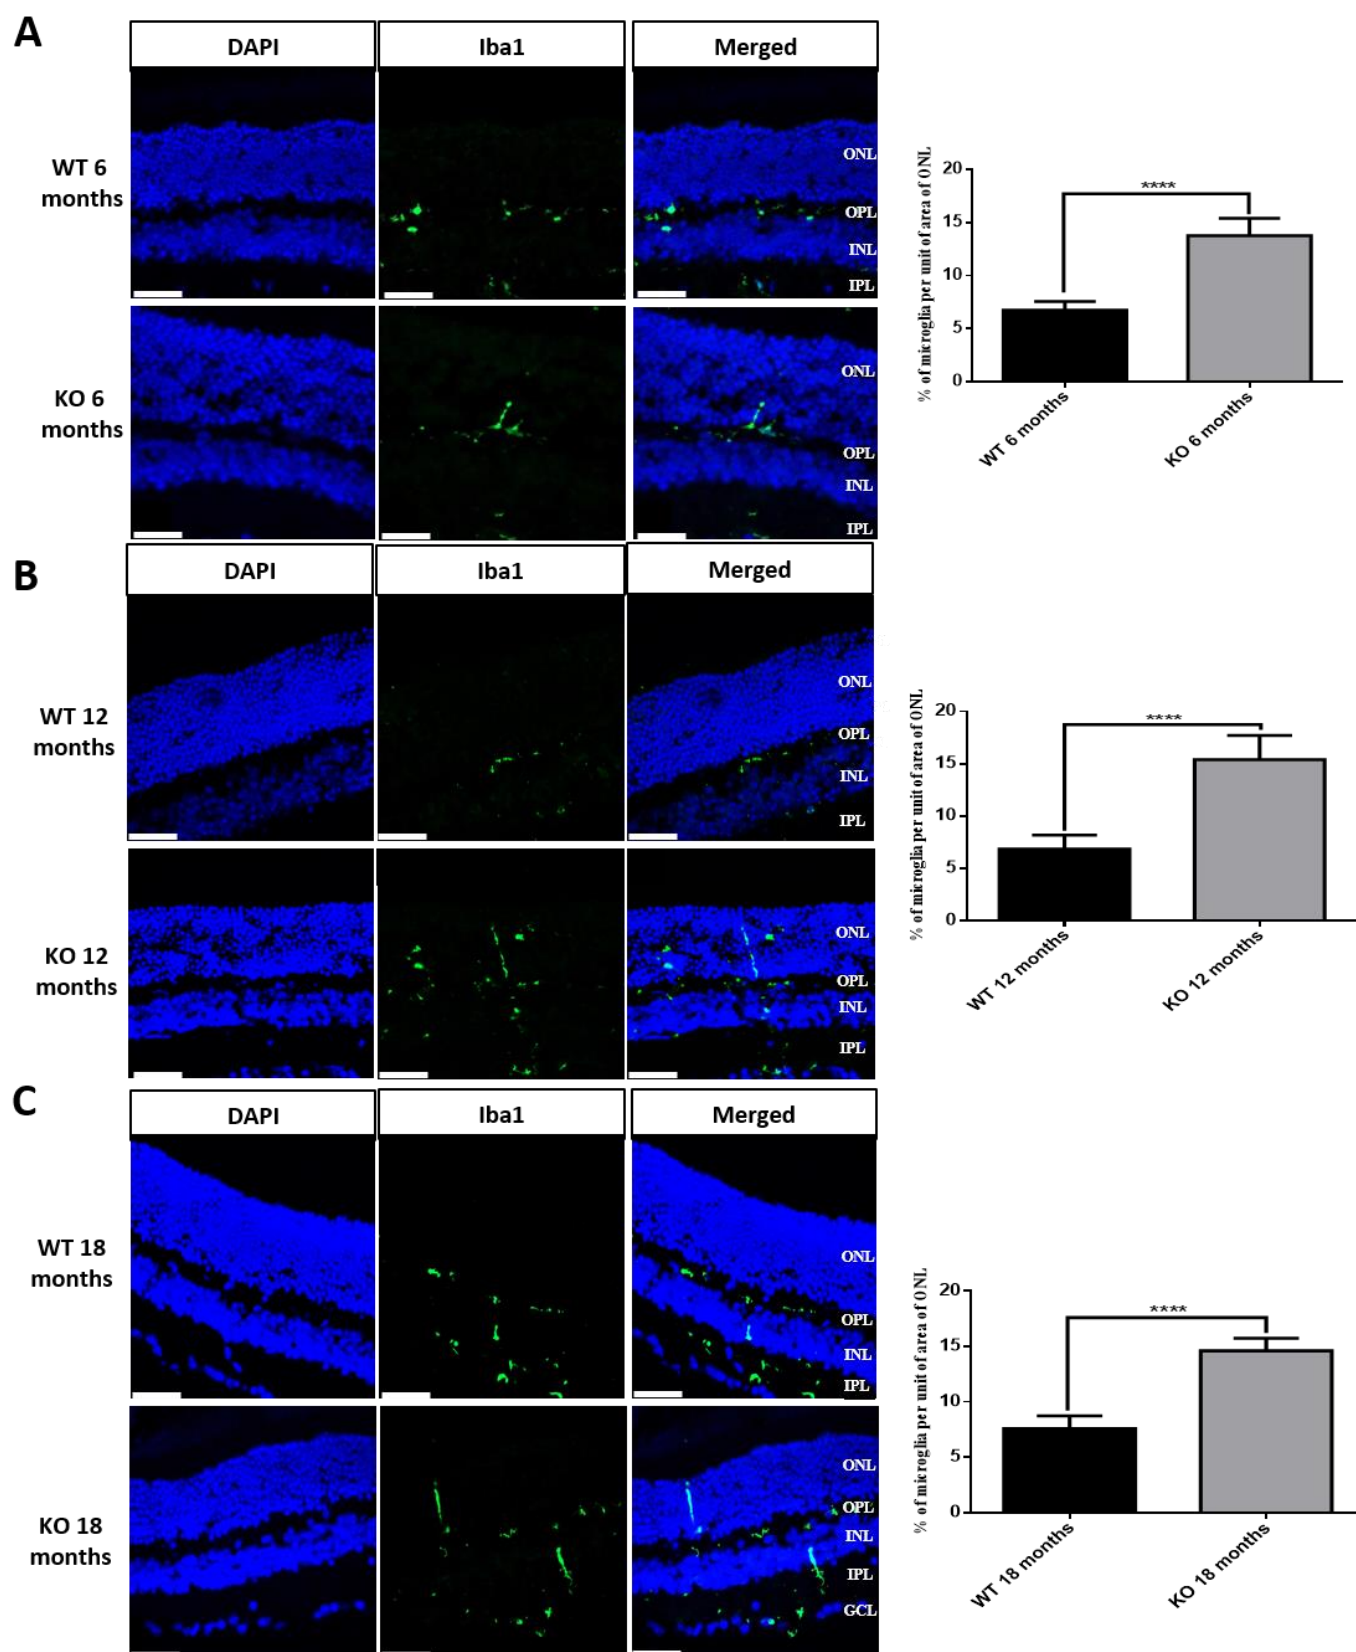 A
DAPI
Iba1
Merged
WT 6
months
ONL
OPL
INL
IPL
KO 6
months
ONL
OPL
INL
IPL
% of microglia per unit of area of ONL
20
15
10
5
0
****
WT 6 months
KO 6 months
B
DAPI
Iba1
Merged
WT 12
months
ONL
OPL
INL
IPL
KO 12
months
ONL
OPL
INL
IPL
% of microglia per unit of area of ONL
20
15
10
5
0
****
WT 12 months
KO 12 months
C
DAPI
Iba1
Merged
WT 18
months
ONL
OPL
INL
IPL
KO 18
months
ONL
OPL
INL
IPL
GCL
% of microglia per unit of area of ONL
20
15
10
5
0
****
WT 18 months
KO 18 months